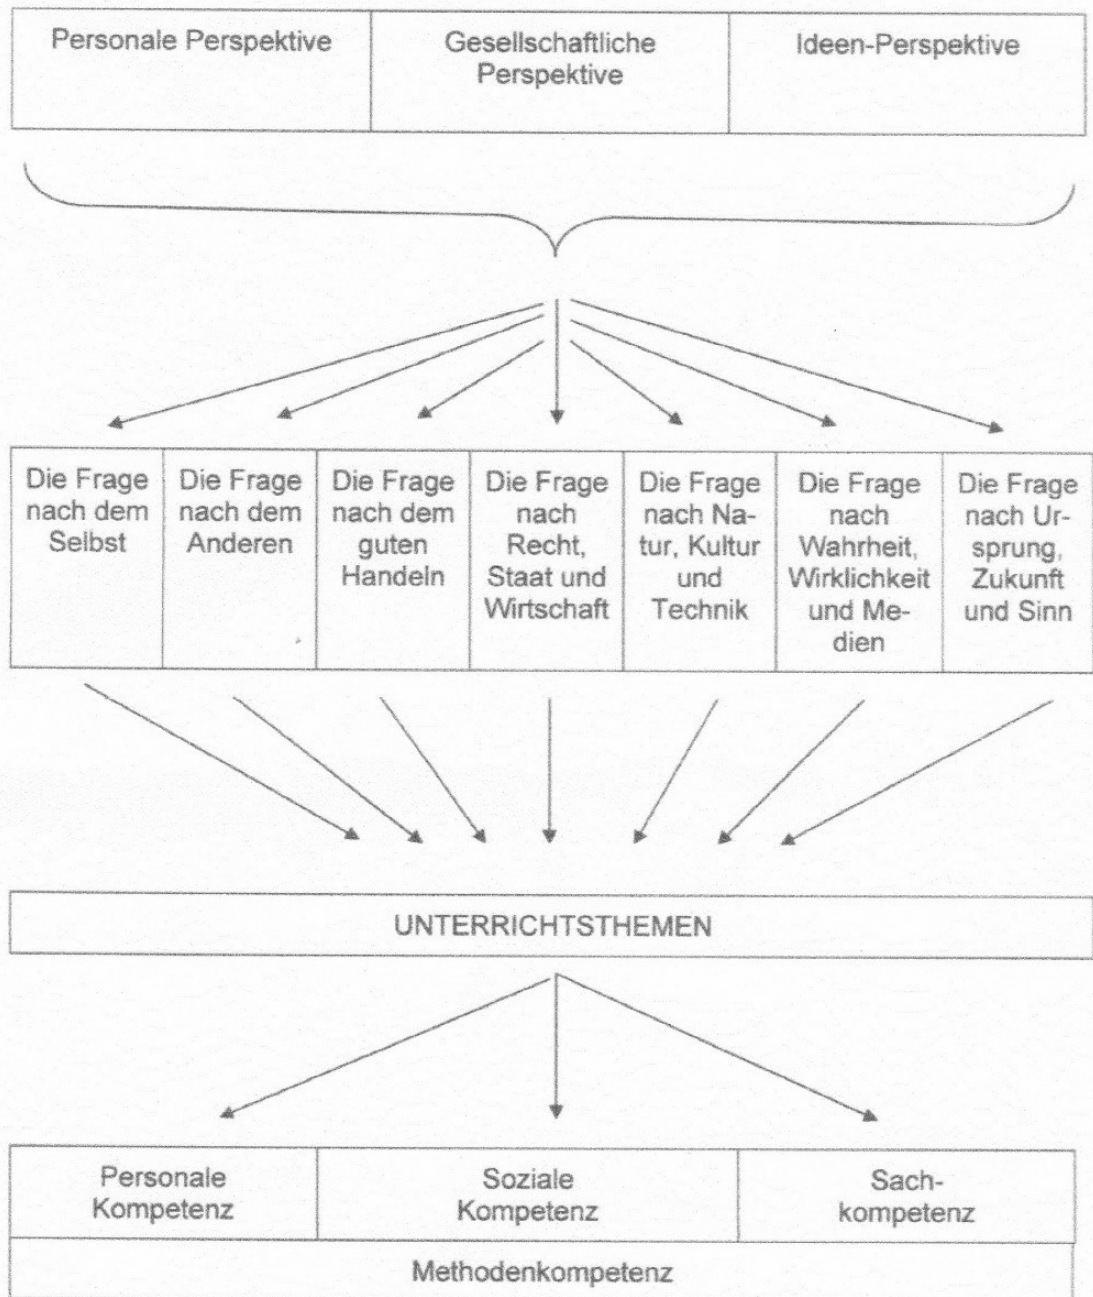 Personale Perspektive
Gesellschaftliche
Perspektive
Ideen-Perspektive
Die Frage
nach dem
Selbst
Die Frage
nach dem
Anderen
Die Frage
nach dem
guten
Handeln
Die Frage
nach
Recht,
Staat und
Wirtschaft
Die Frage
nach Na-
tur, Kultur
und
Technik
Die Frage
nach
Wahrheit,
Wirklichkeit
und Me-
dien
Die Frage
nach Ur-
sprung,
Zukunft
und Sinn
UNTERRICHTSTHEMEN
Personale
Kompetenz
Soziale
Kompetenz
Sach-
kompetenz
Methodenkompetenz